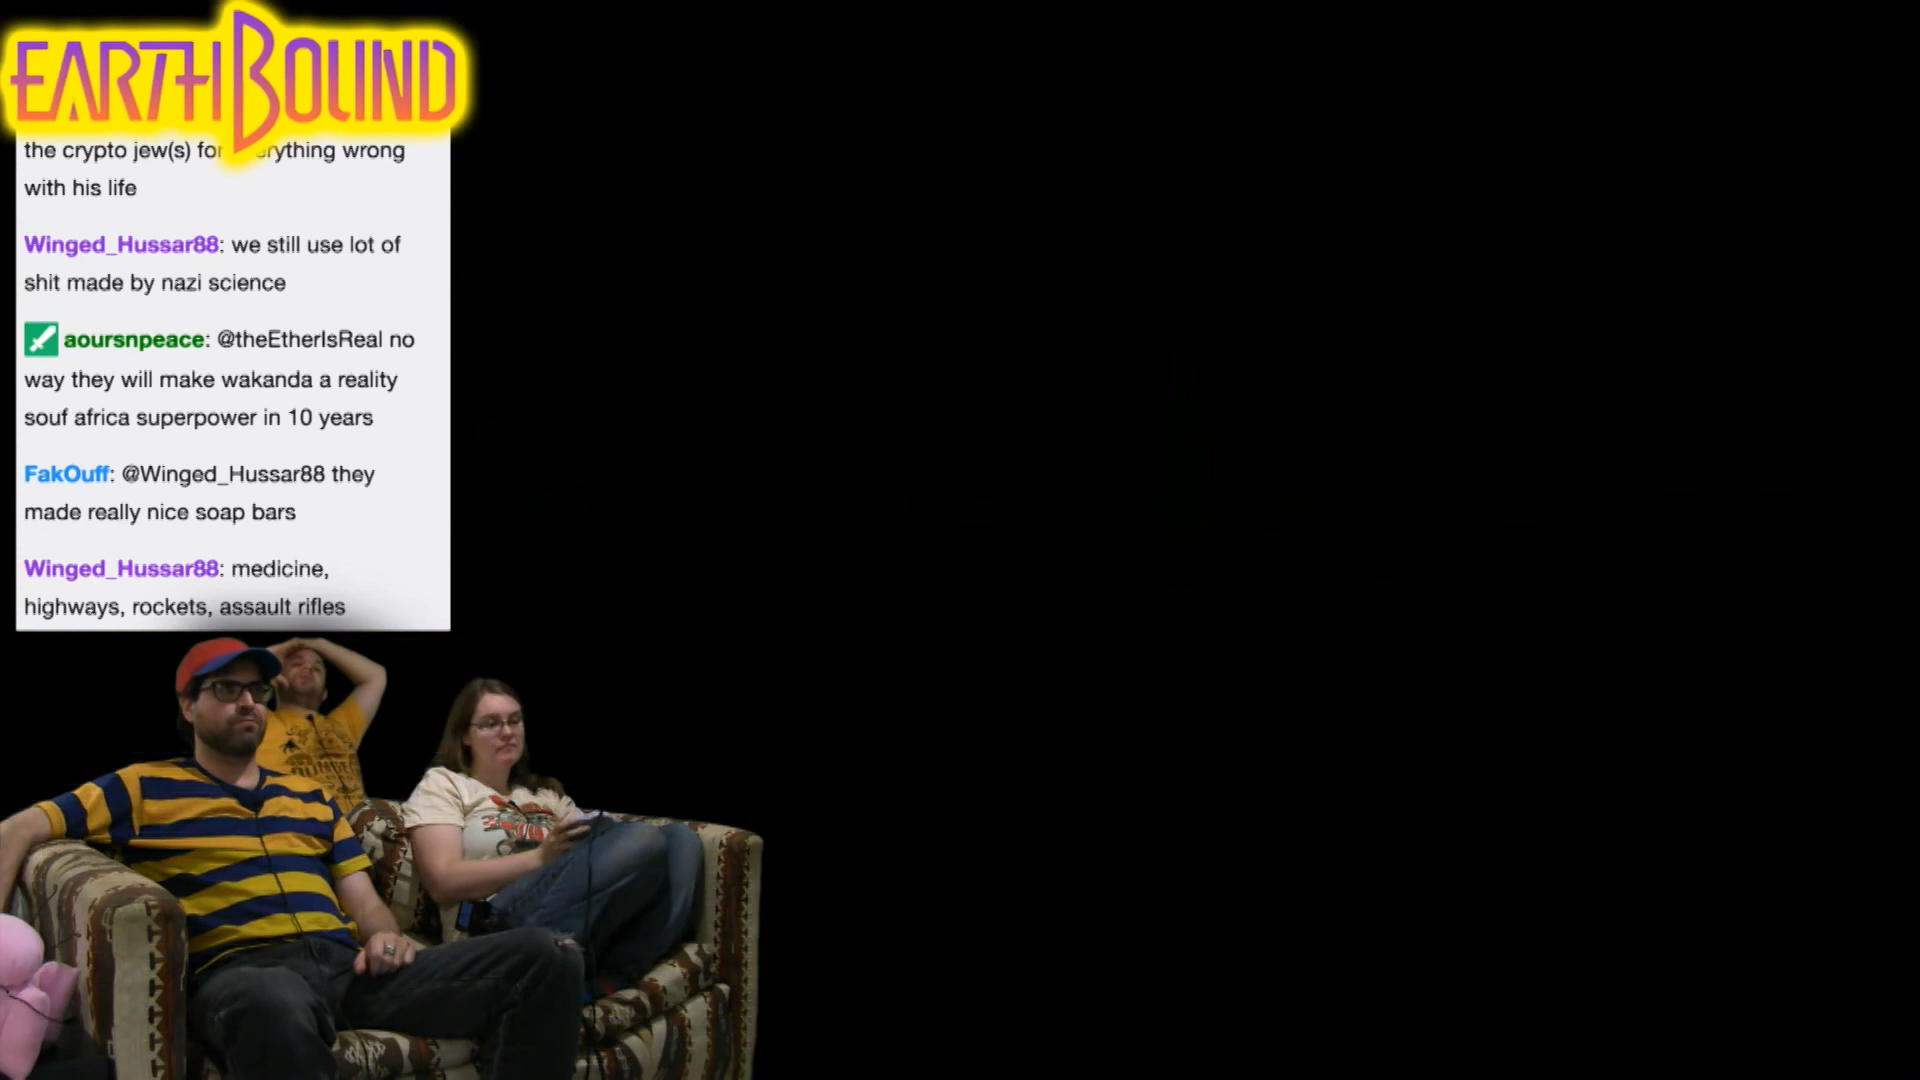 EARTHBOUND
the crypto jew(s) for everything wrong
with his life
Winged_Hussar88: we still use lot of
shit made by nazi science
aoursnpeace: @theEtherIsReal no
way they will make wakanda a reality
souf africa superpower in 10 years
FakOuff: @Winged_Hussar88 they
made really nice soap bars
Winged_Hussar88: medicine,
highways, rockets, assault rifles